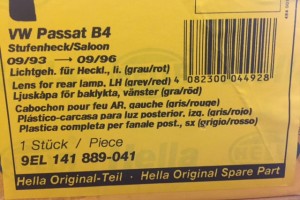 VW Passat B4
Stufenheck/Saloon
09/93 → 09/96
Lichtgeh. für Heckl., li. (grau/rot)
Lens for rear lamp, LH (grey/red)
Ljuskåpa för baklykta, vänster (gra/röd)
Cabochon pour feu AR, gauche (gris/rouge)
Plástico-carcasa para luz posterior, izq. (gris/rojo)
Plastica completa per fanale post., sx (grigio/rosso)
4 082300 044928
1 Stück / Piece
9EL 141 889-041
Hella
Hella Original-Teil · Hella Original Spare Part